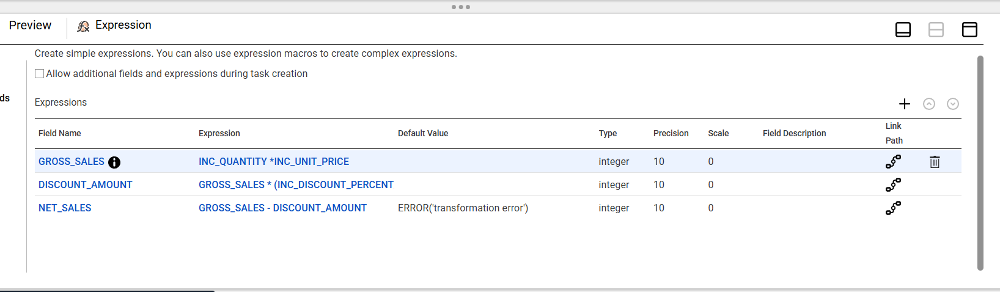 Preview Expression
Create simple expressions. You can also use expression macros to create complex expressions.
Allow additional fields and expressions during task creation
ds
Expressions
Field Name Expression Default Value Type Precision Scale Field Description Link Path
GROSS_SALES INC_QUANTITY *INC_UNIT_PRICE integer 10 0
DISCOUNT_AMOUNT GROSS_SALES * (INC_DISCOUNT_PERCENT integer 10 0
NET_SALES GROSS_SALES - DISCOUNT_AMOUNT ERROR('transformation error') integer 10 0